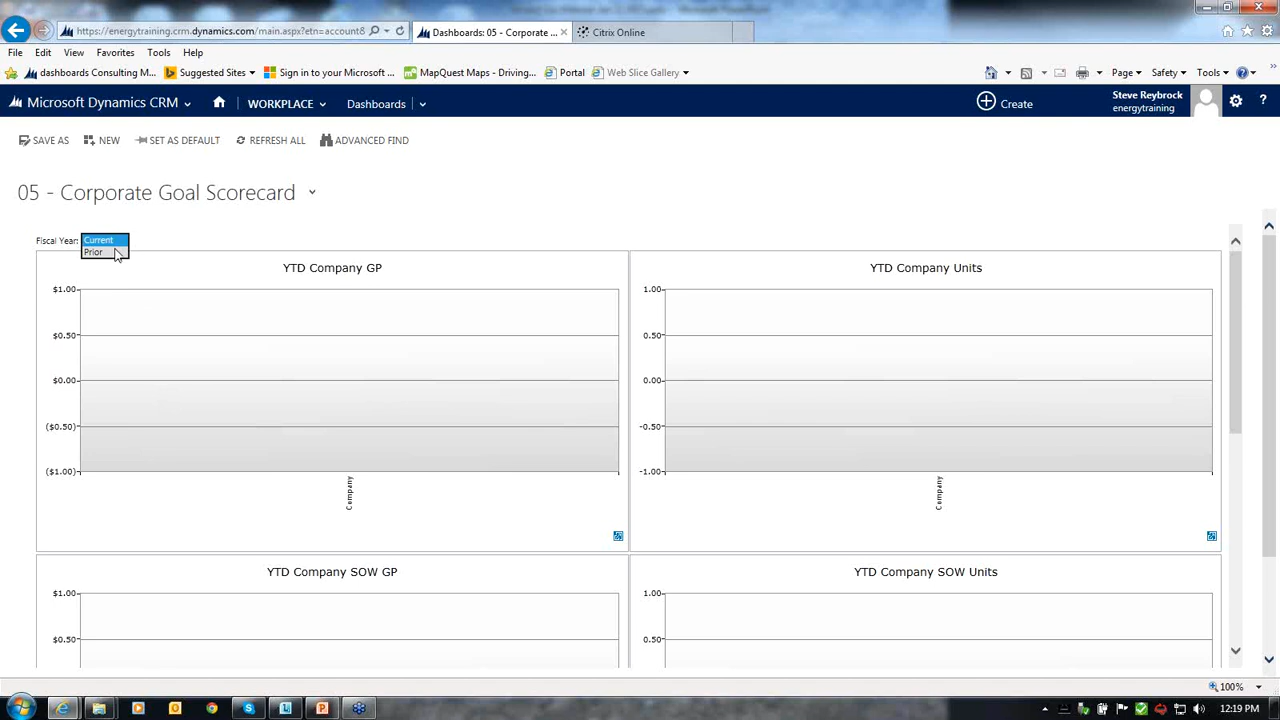 https://energytraining.crm.dynamics.com/main.aspx?etn=account8
Dashboards: 05 - Corporate ...
Citrix Online
File Edit View Favorites Tools Help
dashboards Consulting M...
Suggested Sites
Sign in to your Microsoft ...
MapQuest Maps - Driving...
Portal
Web Slice Gallery
Page
Safety
Tools
Microsoft Dynamics CRM
WORKPLACE
Dashboards
Create
Steve Reybrock
energytraining
?
SAVE AS
NEW
SET AS DEFAULT
REFRESH ALL
ADVANCED FIND
05 - Corporate Goal Scorecard
Fiscal Year:
Current
Prior
YTD Company GP
$1.00
$0.50
$0.00
($0.50)
($1.00)
Company
YTD Company Units
1.00
0.50
0.00
-0.50
-1.00
Company
YTD Company SOW GP
$1.00
$0.50
YTD Company SOW Units
1.00
0.50
100%
12:19 PM